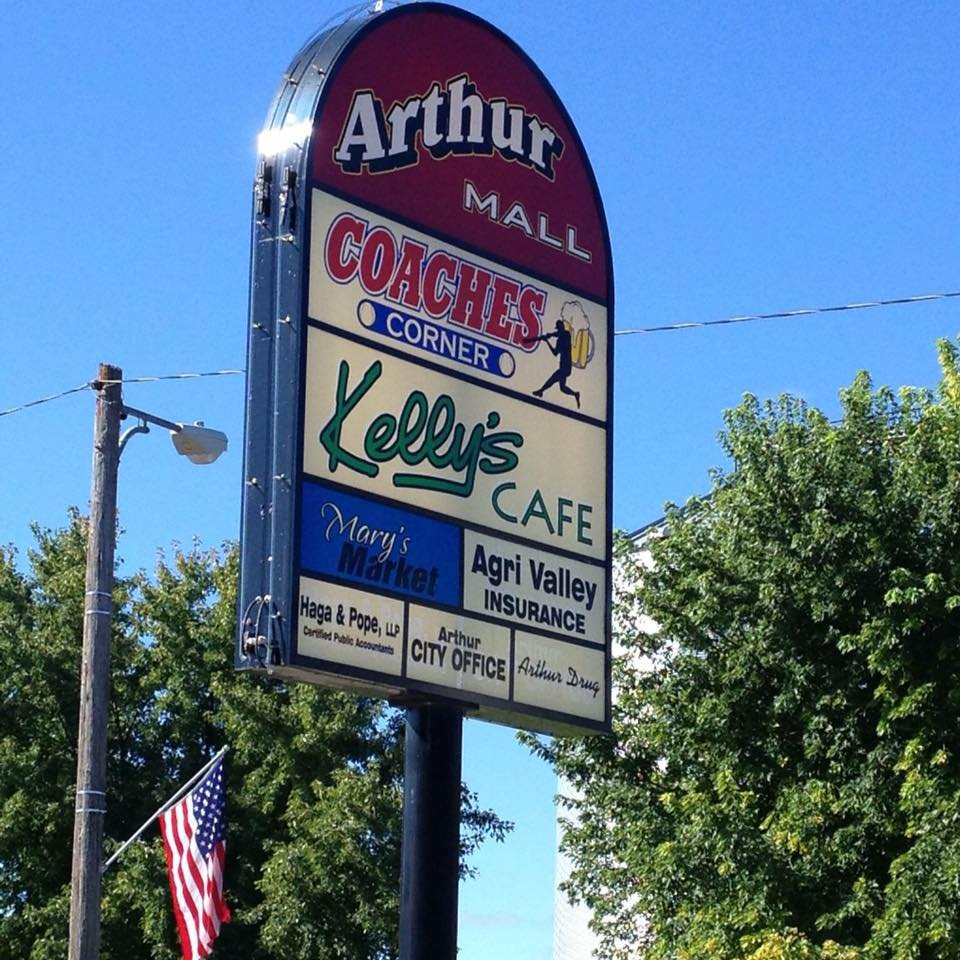 Arthur
MALL
COACHES
CORNER
Kelly's
CAFE
Mary's
Market
Agri Valley
INSURANCE
Haga & Pope, LLP
Certified Public Accountants
Arthur
CITY OFFICE
Arthur Drug